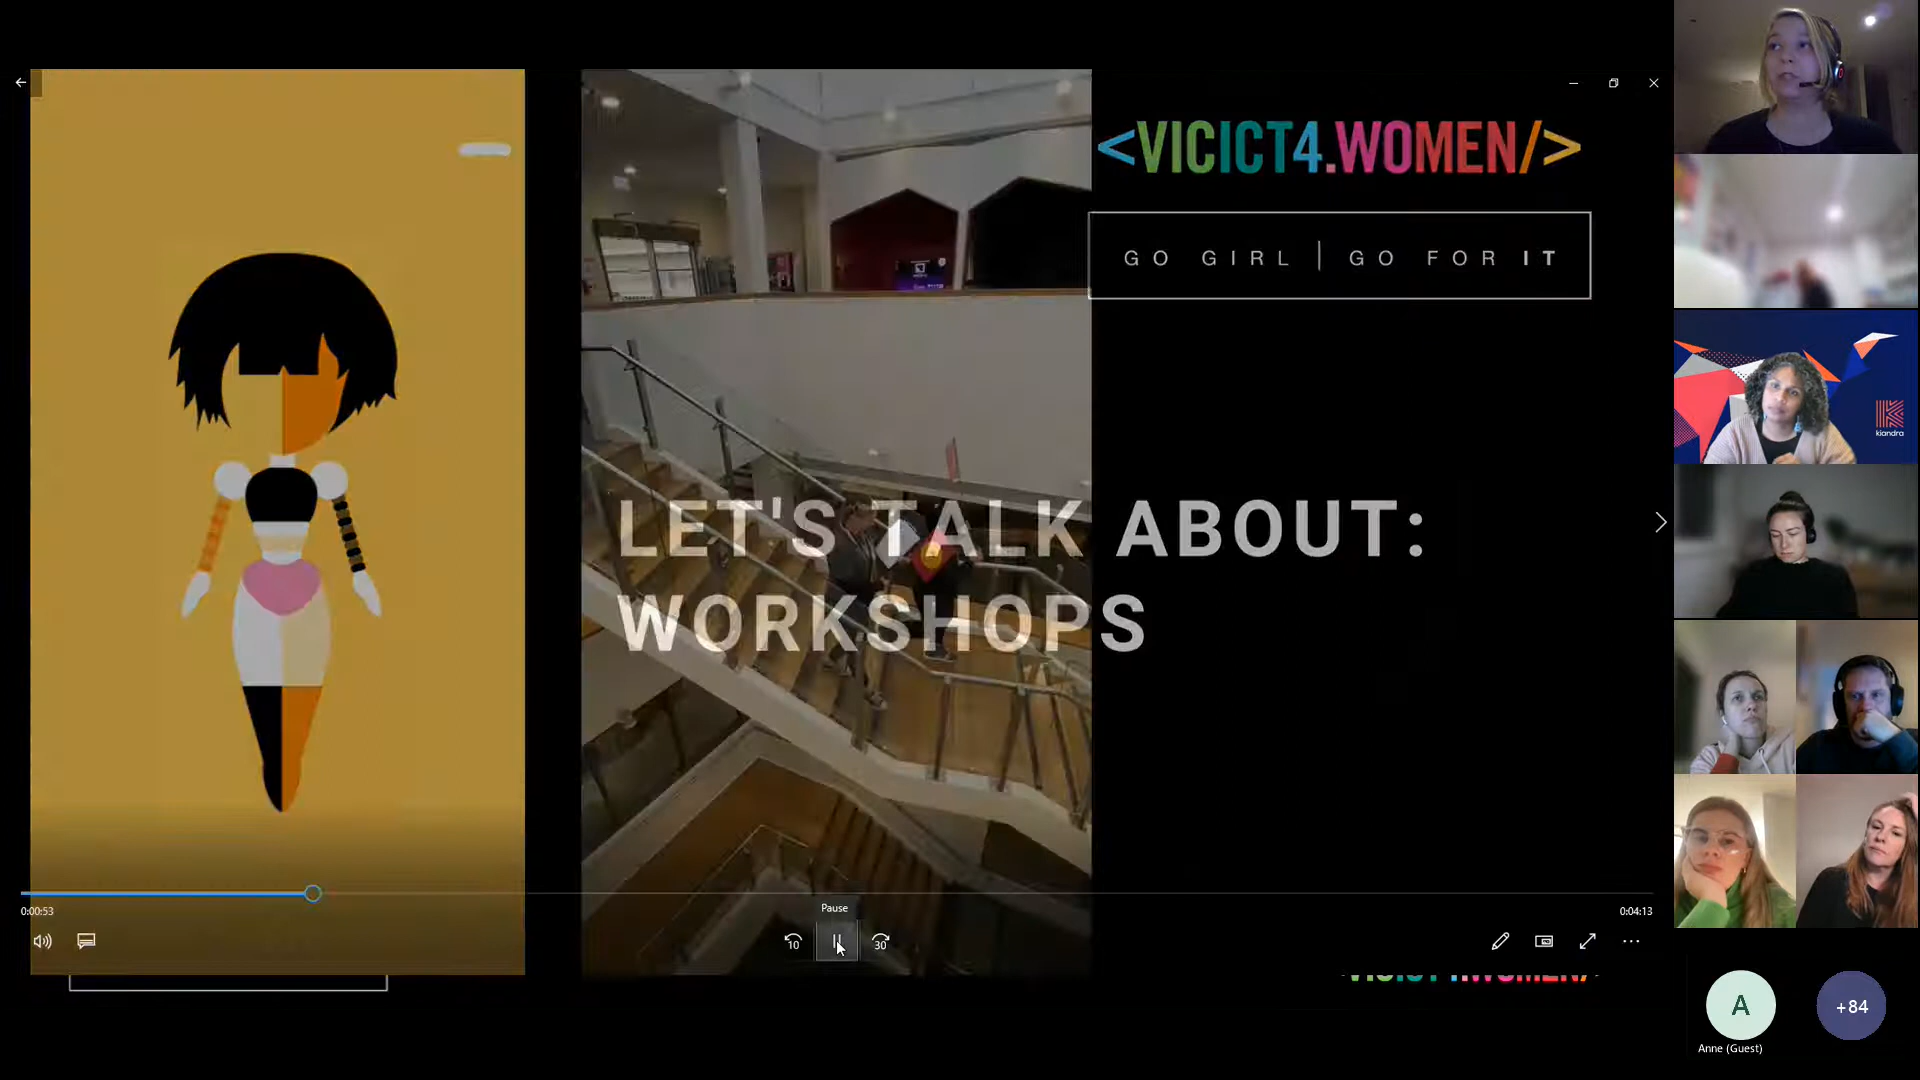 <VICICT4.WOMEN/>
GO GIRL | GO FOR IT
LET'S TALK ABOUT:
WORKSHOPS
kiandra
Pause
0:00:53
0:04:13
10
30
A
+84
Anne (Guest)